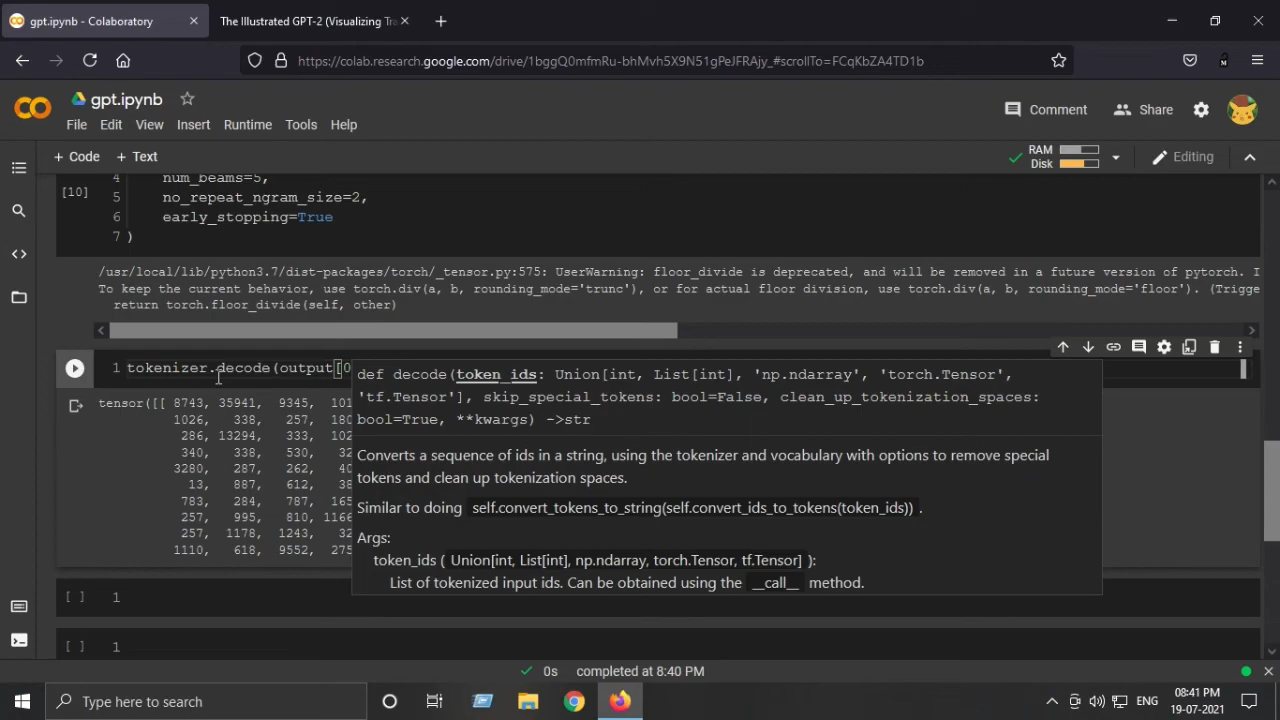 gpt.ipynb - Colaboratory
The Illustrated GPT-2 (Visualizing Tra
https://colab.research.google.com/drive/1bggQ0mfmRu-bhMvh5X9N51gPeJFRAjy_#scrollTo=FCqKbZA4TD1b
gpt.ipynb
File Edit View Insert Runtime Tools Help
Comment Share
+ Code + Text
RAM
Disk
Editing
4 num_beams=5,
[10]
5 no_repeat_ngram_size=2,
6 early_stopping=True
7 )
/usr/local/lib/python3.7/dist-packages/torch/_tensor.py:575: UserWarning: floor_divide is deprecated, and will be removed in a future version of pytorch. I
To keep the current behavior, use torch.div(a, b, rounding_mode='trunc'), or for actual floor division, use torch.div(a, b, rounding_mode='floor'). (Trigge
return torch.floor_divide(self, other)
1 tokenizer.decode(output[0
def decode(token_ids: Union[int, List[int], 'np.ndarray', 'torch.Tensor',
'tf.Tensor'], skip_special_tokens: bool=False, clean_up_tokenization_spaces:
bool=True, **kwargs) ->str
Converts a sequence of ids in a string, using the tokenizer and vocabulary with options to remove special
tokens and clean up tokenization spaces.
Similar to doing self.convert_tokens_to_string(self.convert_ids_to_tokens(token_ids)) .
Args:
token_ids ( Union[int, List[int], np.ndarray, torch.Tensor, tf.Tensor] ):
List of tokenized input ids. Can be obtained using the __call__ method.
tensor([[ 8743, 35941, 9345, 101
1026, 338, 257, 180
286, 13294, 333, 102
340, 338, 530, 32
3280, 287, 262, 40
13, 887, 612, 38
783, 284, 787, 165
257, 995, 810, 1166
257, 1178, 1243, 32
1110, 618, 9552, 275
[ ] 1
[ ] 1
0s completed at 8:40 PM
Type here to search
ENG
08:41 PM
19-07-2021